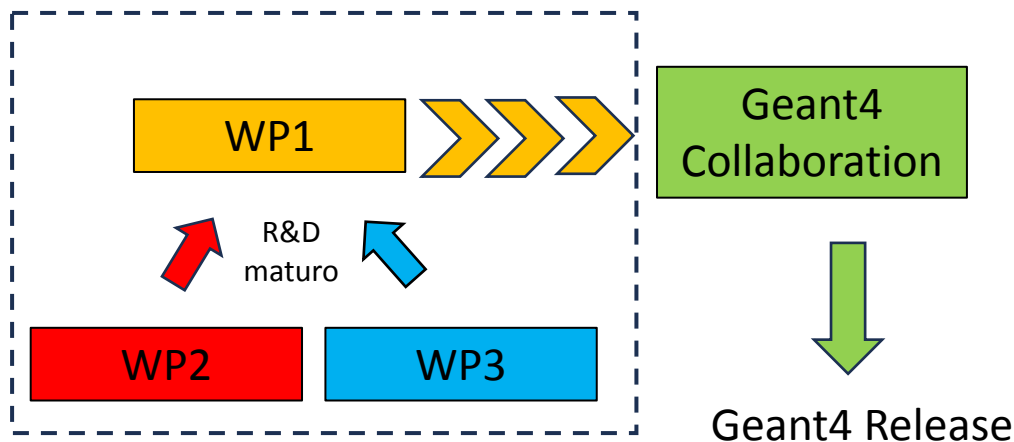 WP1
Geant4
Collaboration
R&D
maturo
WP2
WP3
Geant4 Release